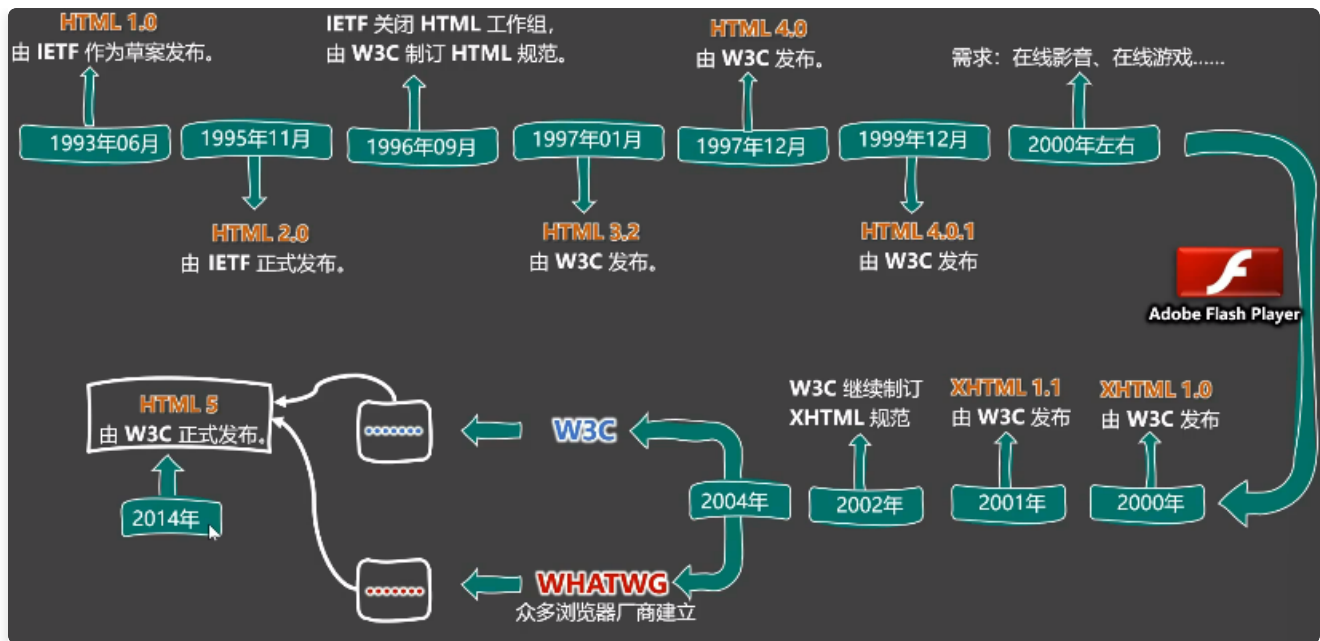 HTML 1.0
由 IETF 作为草案发布。
IETF 关闭 HTML 工作组，
由 W3C 制订 HTML 规范。
HTML 4.0
由 W3C 发布。
需求：在线影音、在线游戏……
1993年06月
1995年11月
1996年09月
1997年01月
1997年12月
1999年12月
2000年左右
HTML 2.0
由 IETF 正式发布。
HTML 3.2
由 W3C 发布。
HTML 4.0.1
由 W3C 发布
Adobe Flash Player
XHTML 1.0
由 W3C 发布
XHTML 1.1
由 W3C 发布
W3C 继续制订
XHTML 规范
2000年
2001年
2002年
2004年
W3C
WHATWG
众多浏览器厂商建立
HTML 5
由 W3C 正式发布。
2014年